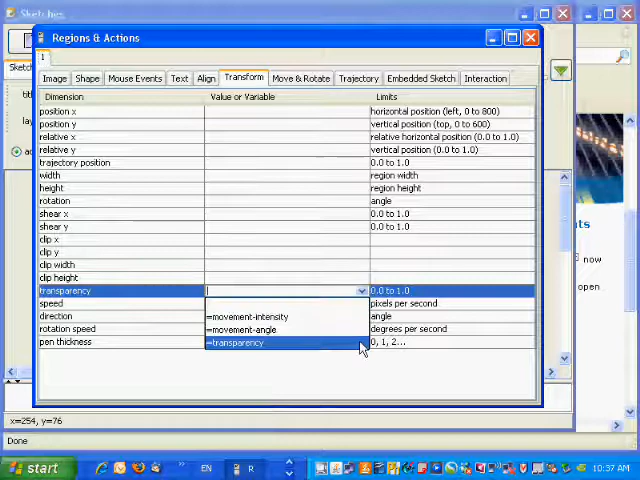 Sketches
Regions & Actions
1
Sketc
Image Shape Mouse Events Text Align Transform Move & Rotate Trajectory Embedded Sketch Interaction
Dimension Value or Variable Limits
position x horizontal position (left, 0 to 800)
position y vertical position (top, 0 to 600)
relative x relative horizontal position (0.0 to 1.0)
relative y vertical position (0.0 to 1.0)
trajectory position 0.0 to 1.0
width region width
height region height
rotation angle
shear x 0.0 to 1.0
shear y 0.0 to 1.0
clip x
clip y
clip width
clip height
transparency 0.0 to 1.0
speed pixels per second
=movement-intensity
direction angle
=movement-angle
rotation speed degrees per second
=transparency
pen thickness 0, 1, 2...
title
lay
a
nts
now
open
x=254, y=76
Done
start EN R 10:37 AM